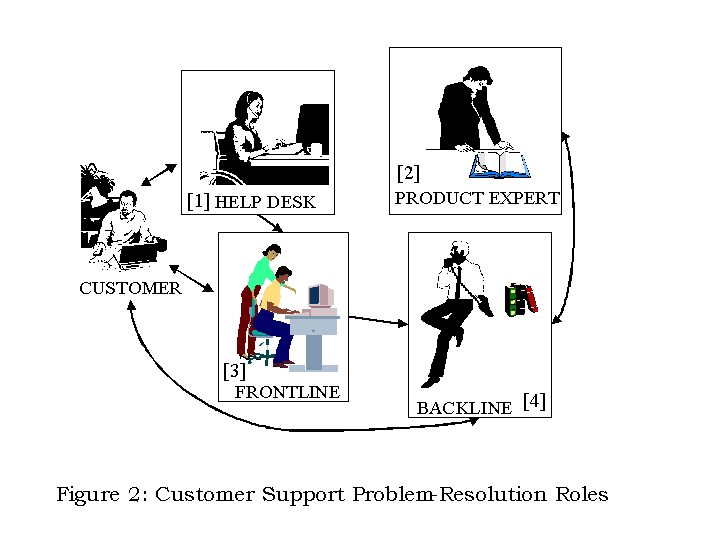 [1] HELP DESK
[2]
PRODUCT EXPERT
CUSTOMER
[3]
FRONTLINE
BACKLINE [4]
Figure 2: Customer Support Problem-Resolution Roles